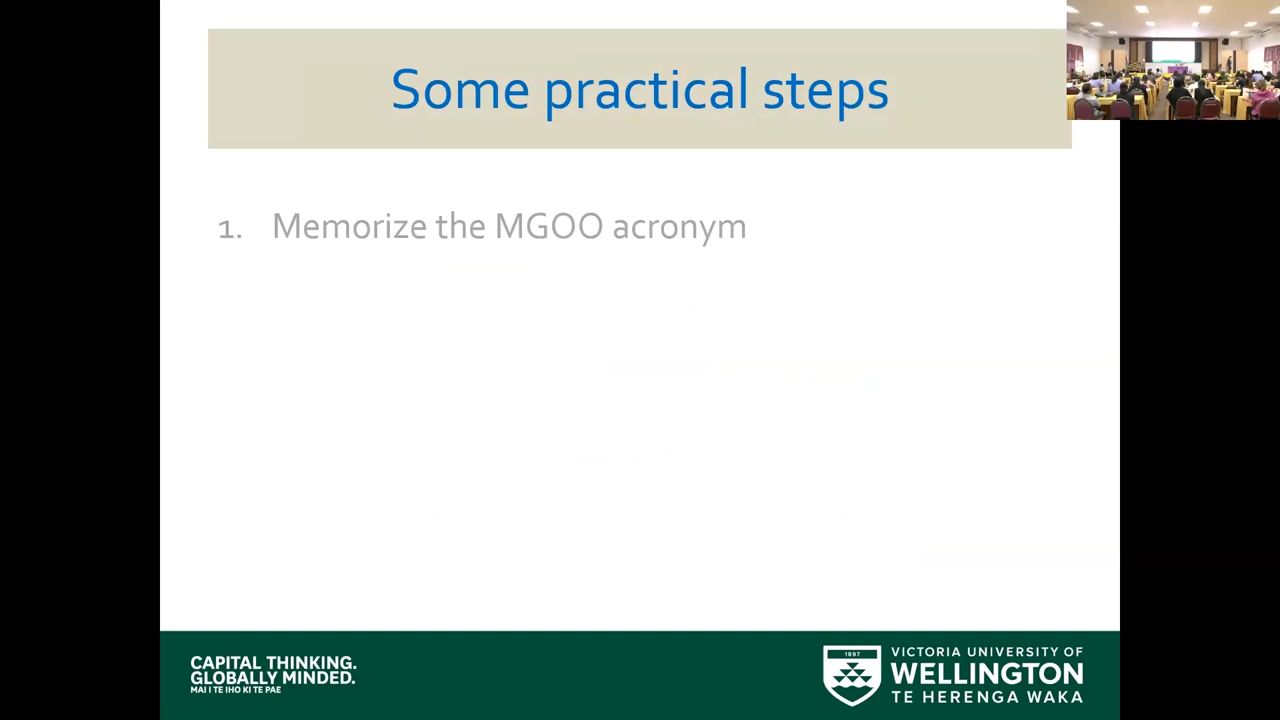 Some practical steps
1. Memorize the MGOO acronym
CAPITAL THINKING.
GLOBALLY MINDED.
MAI I TE IHO KI TE PAE
1897
VICTORIA UNIVERSITY OF
WELLINGTON
TE HERENGA WAKA